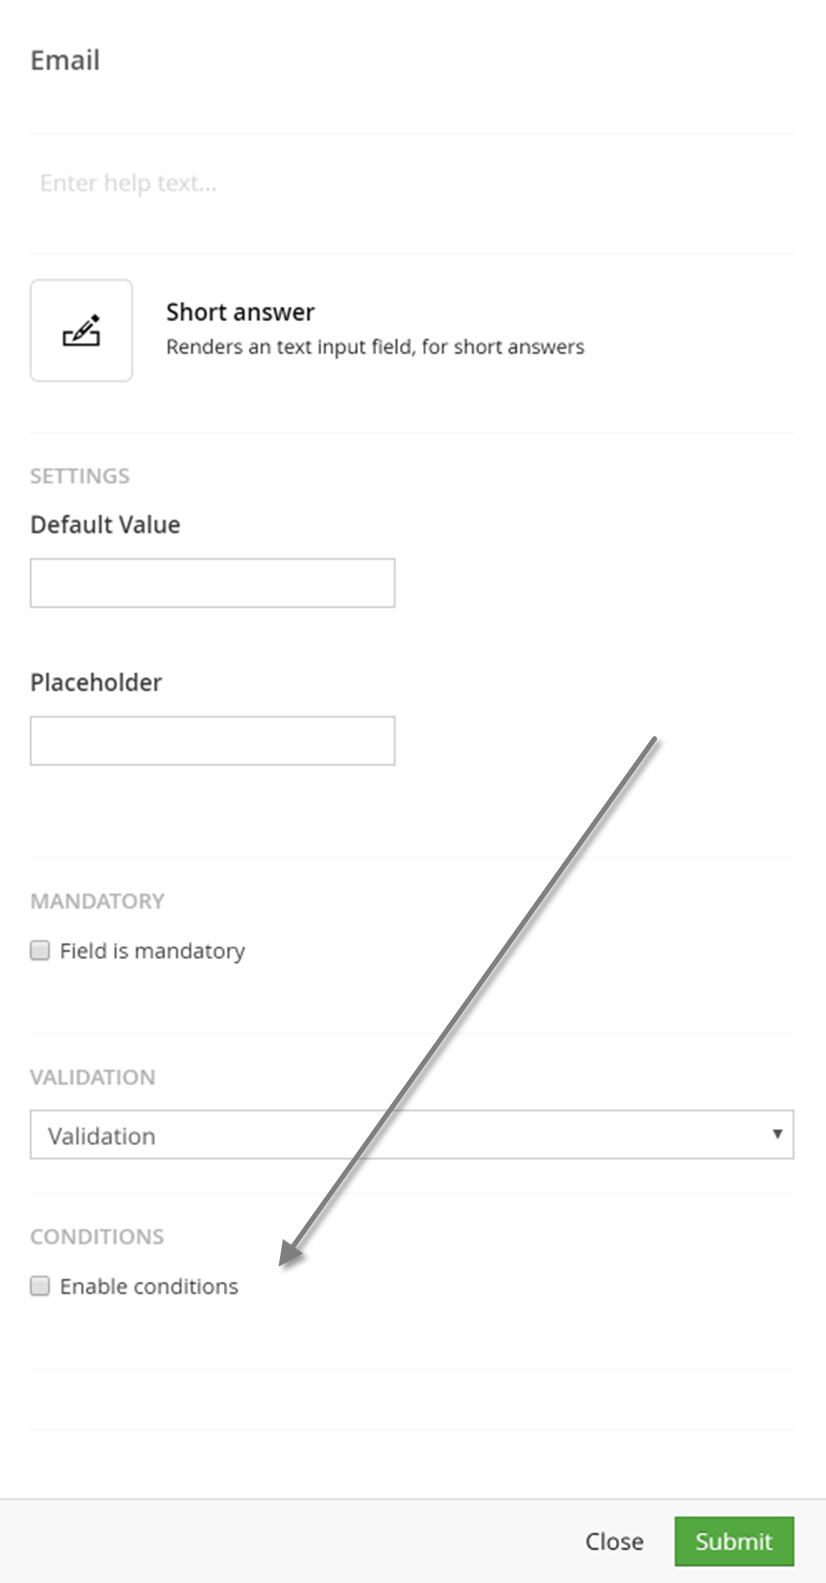 Email
Enter help text...
Short answer
Renders an text input field, for short answers
SETTINGS
Default Value
Placeholder
MANDATORY
Field is mandatory
VALIDATION
Validation
CONDITIONS
Enable conditions
Close
Submit